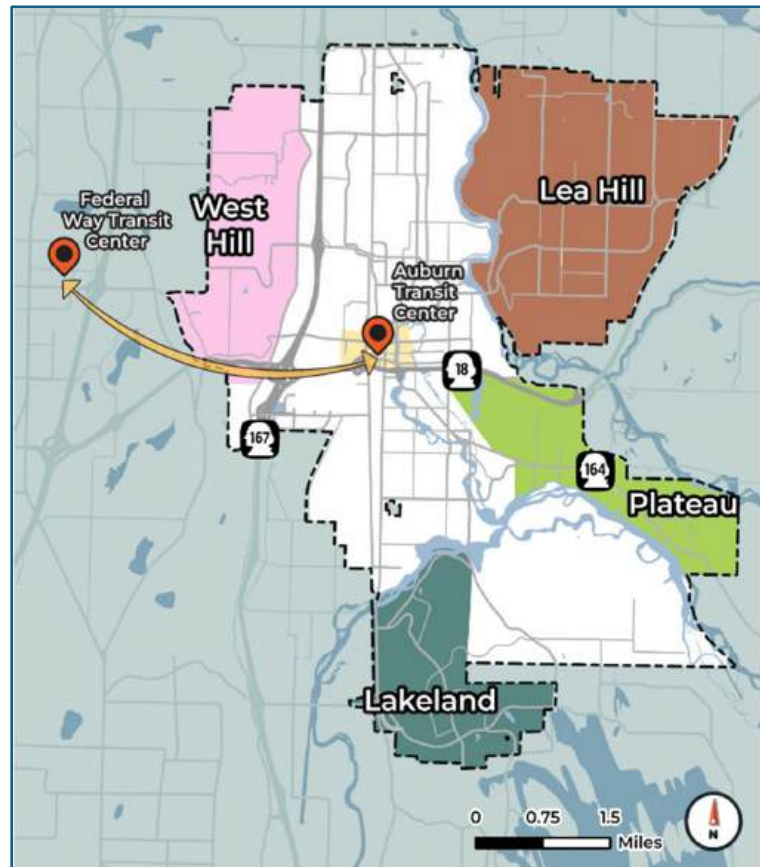 Federal
Way Transit
Center
West
Hill
Lea Hill
Auburn
Transit
Center
18
167
164
Plateau
Lakeland
0 0.75 1.5
Miles
N